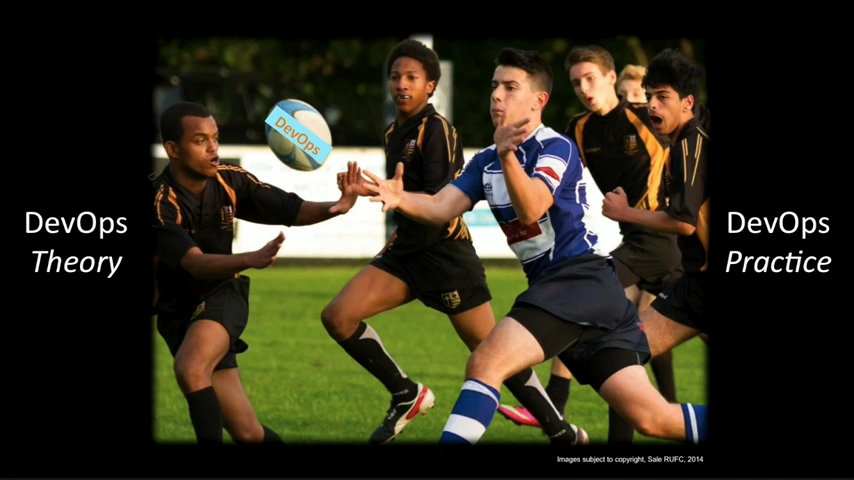 DevOps
DevOps
Theory
DevOps
Practice
Images subject to copyright, Sale RUFC, 2014